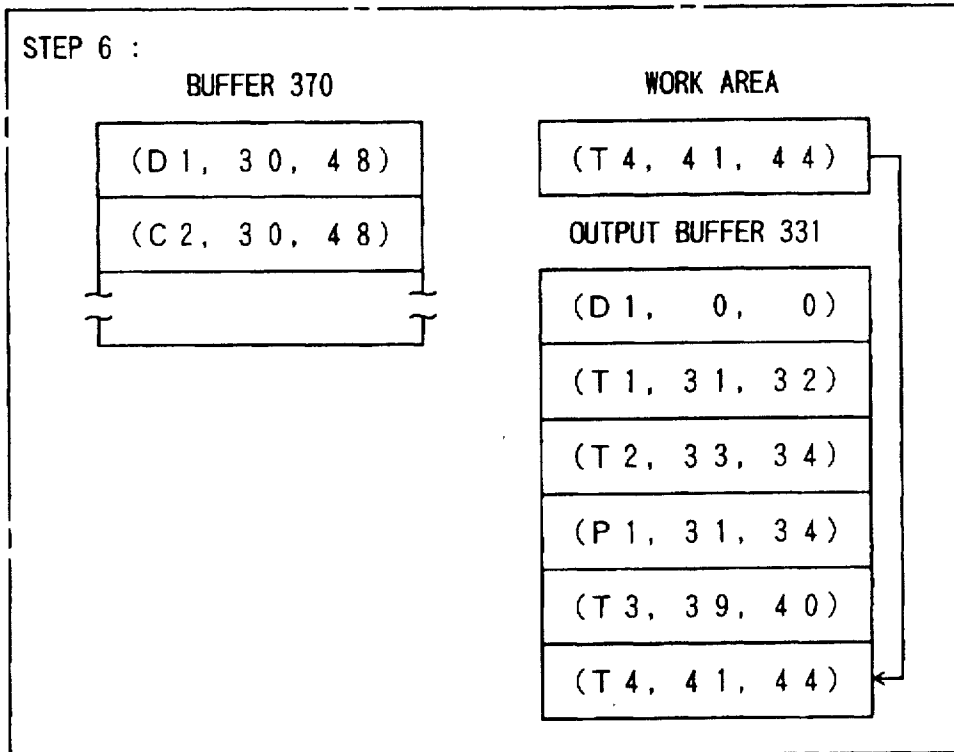 STEP 6 :
BUFFER 370
(D1, 30, 48)
(C2, 30, 48)
WORK AREA
(T4, 41, 44)
OUTPUT BUFFER 331
(D1, 0, 0)
(T1, 31, 32)
(T2, 33, 34)
(P1, 31, 34)
(T3, 39, 40)
(T4, 41, 44)